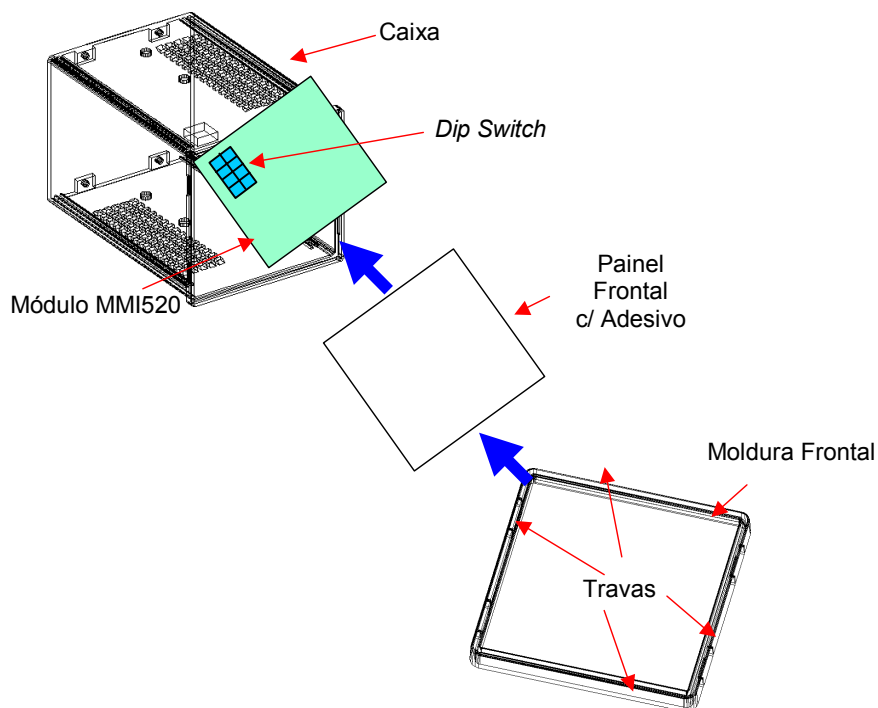 Caixa
Dip Switch
Módulo MMI520
Painel
Frontal
c/ Adesivo
Moldura Frontal
Travas